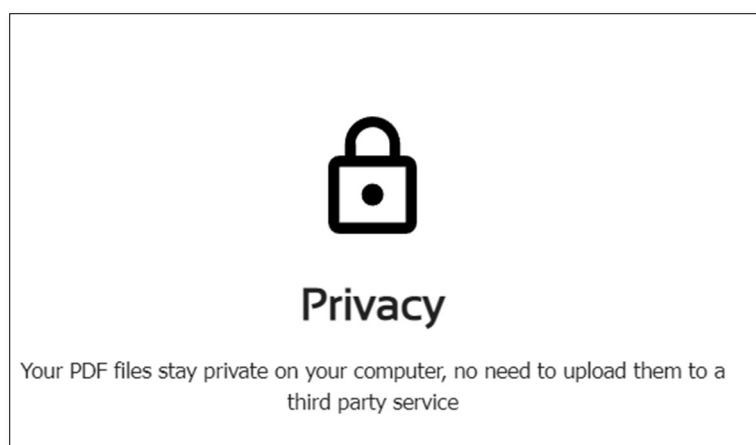 Privacy
Your PDF files stay private on your computer, no need to upload them to a
third party service